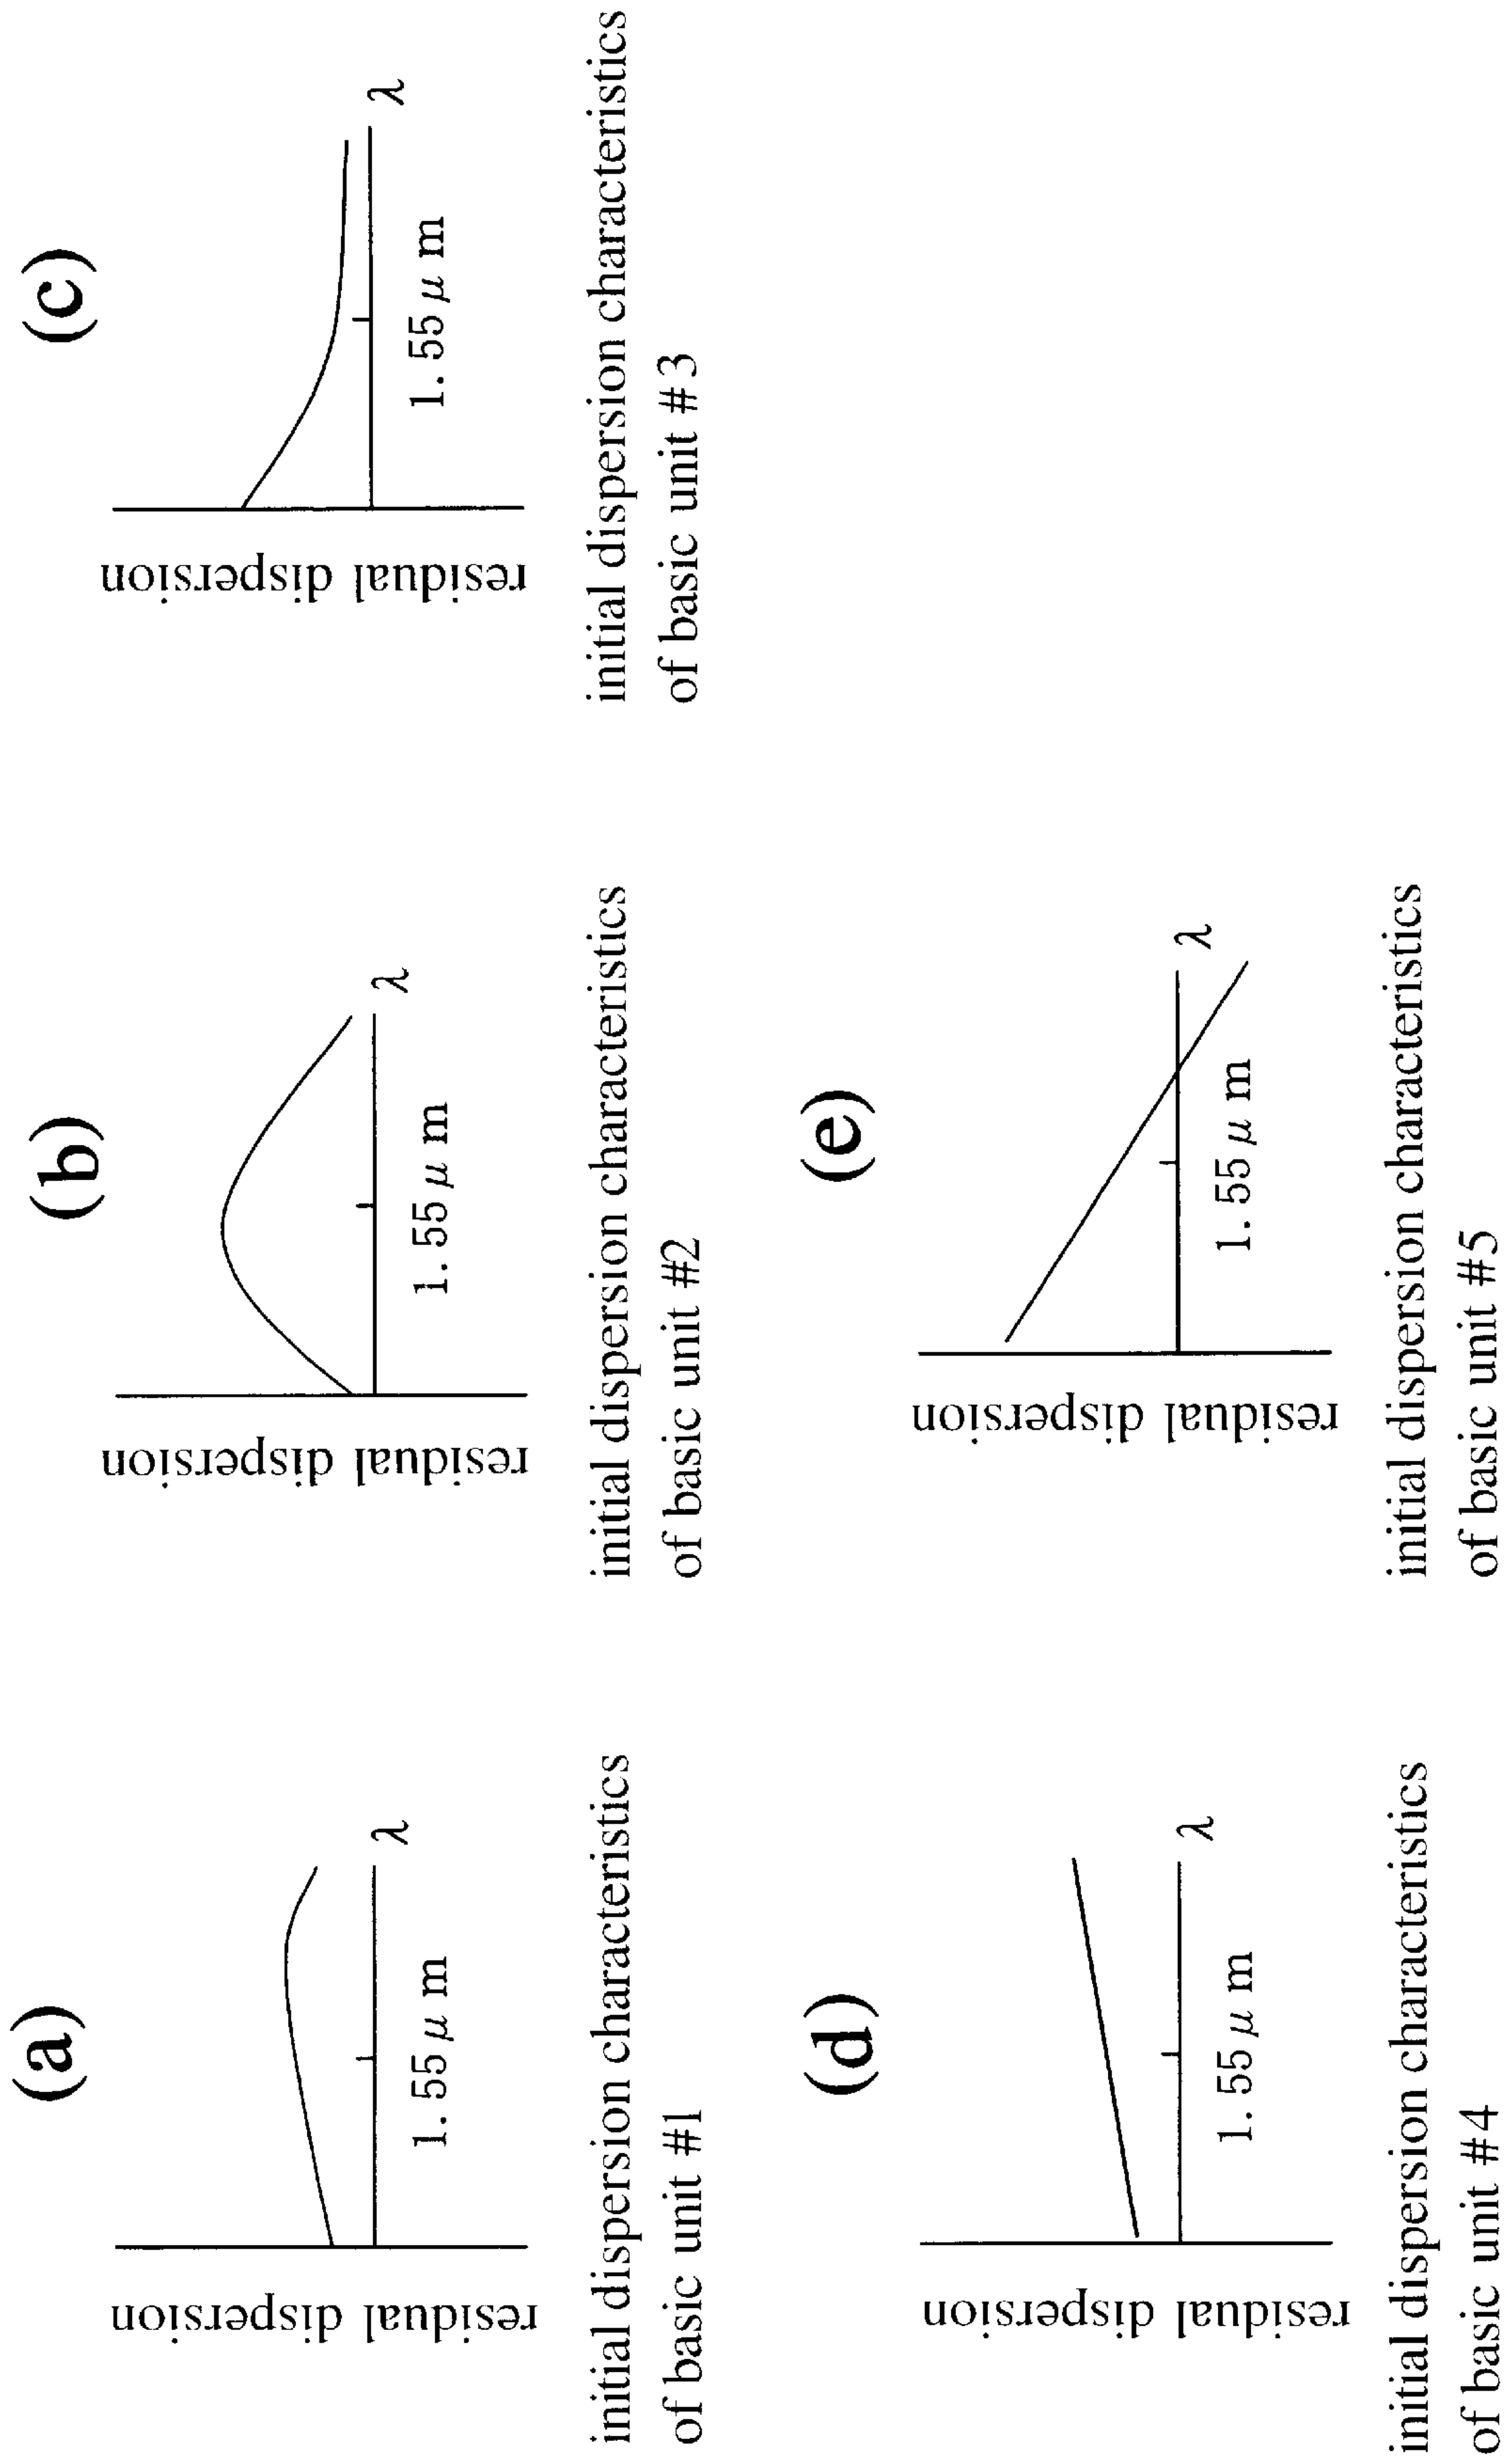 (a)
residual dispersion
λ
1. 55 μ m
initial dispersion characteristics
of basic unit #1
(b)
residual dispersion
λ
1. 55 μ m
initial dispersion characteristics
of basic unit #2
(c)
residual dispersion
λ
1. 55 μ m
initial dispersion characteristics
of basic unit #3
(d)
residual dispersion
λ
1. 55 μ m
initial dispersion characteristics
of basic unit #4
(e)
residual dispersion
λ
1. 55 μ m
initial dispersion characteristics
of basic unit #5